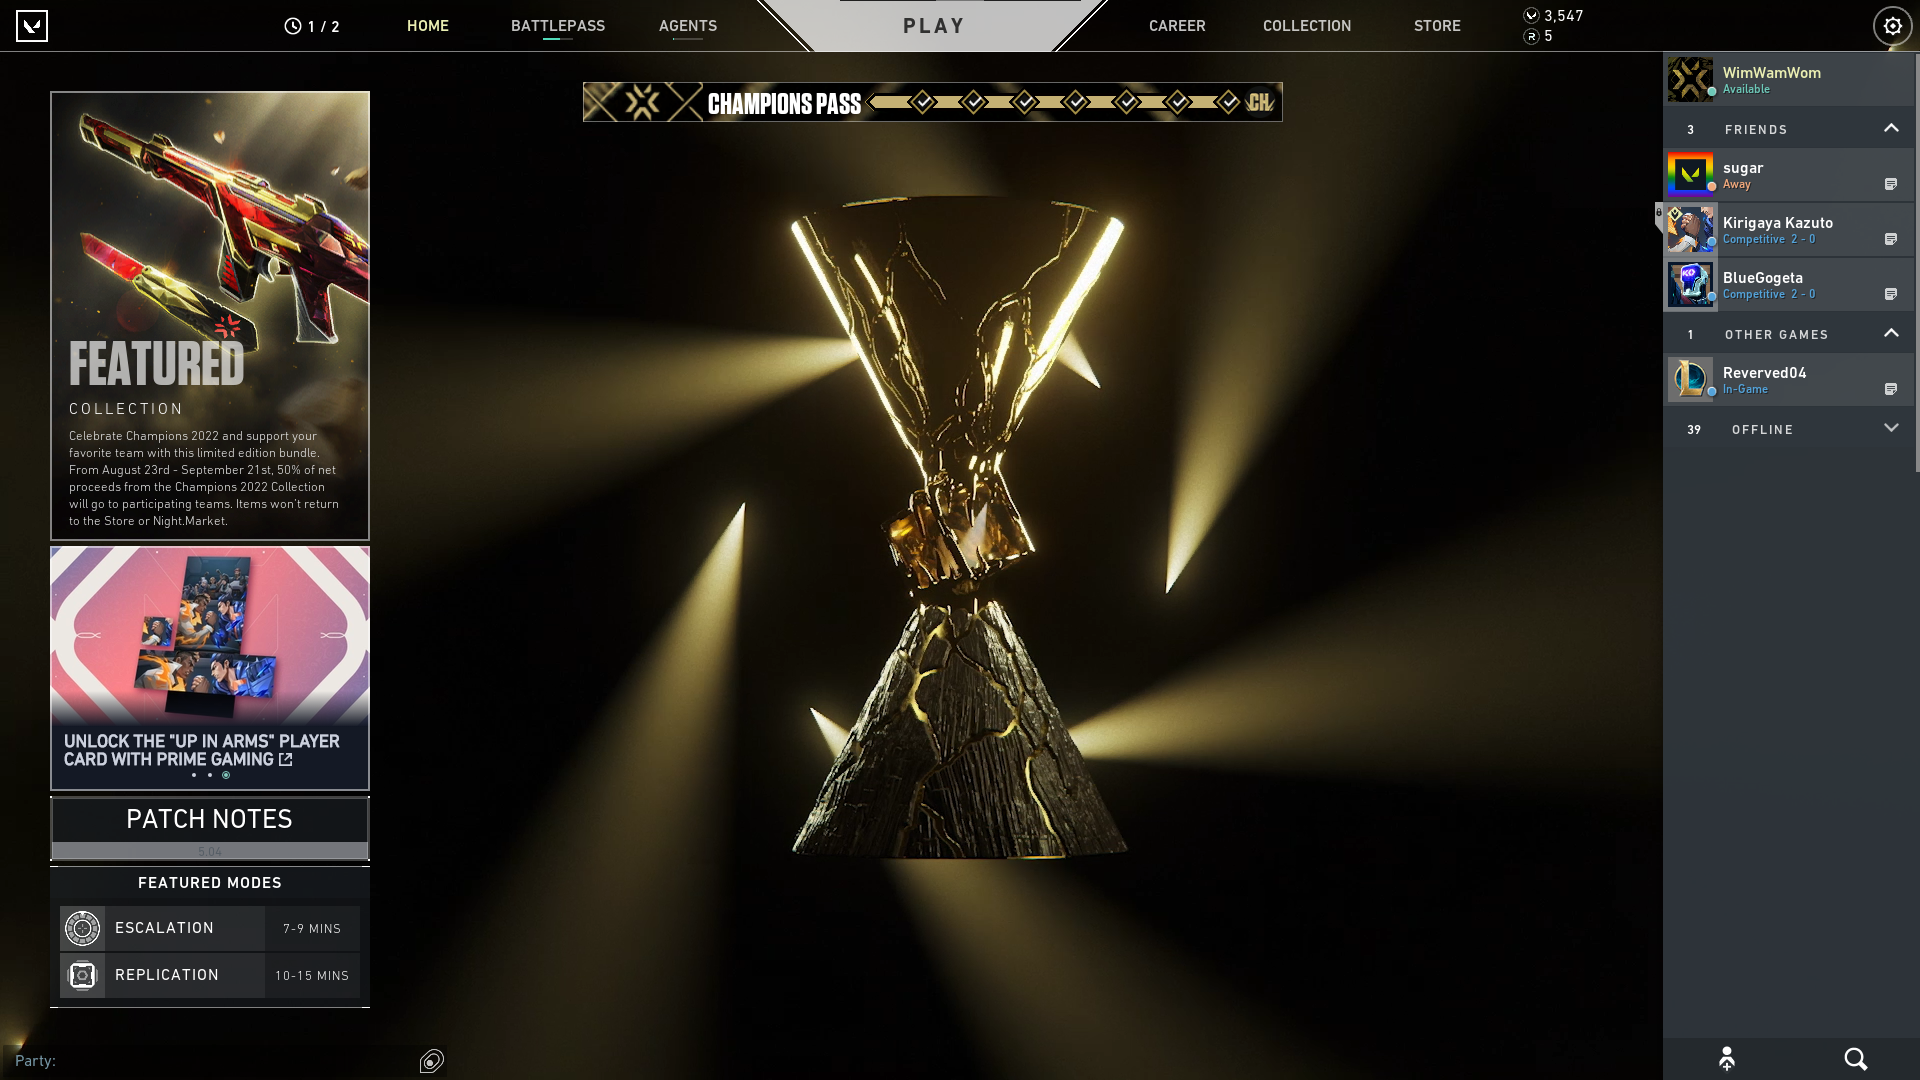 1 / 2
HOME
BATTLEPASS
AGENTS
PLAY
CAREER
COLLECTION
STORE
3,547
R 5
CHAMPIONS PASS
CH
FEATURED
COLLECTION
Celebrate Champions 2022 and support your
favorite team with this limited edition bundle.
From August 23rd - September 21st, 50% of net
proceeds from the Champions 2022 Collection
will go to participating teams. Items won't return
to the Store or Night.Market.
UNLOCK THE "UP IN ARMS" PLAYER
CARD WITH PRIME GAMING
PATCH NOTES
5.04
FEATURED MODES
ESCALATION 7-9 MINS
REPLICATION 10-15 MINS
Party:
WimWamWom
Available
3 FRIENDS
sugar
Away
Kirigaya Kazuto
Competitive 2 - 0
BlueGogeta
Competitive 2 - 0
1 OTHER GAMES
Reverved04
In-Game
39 OFFLINE